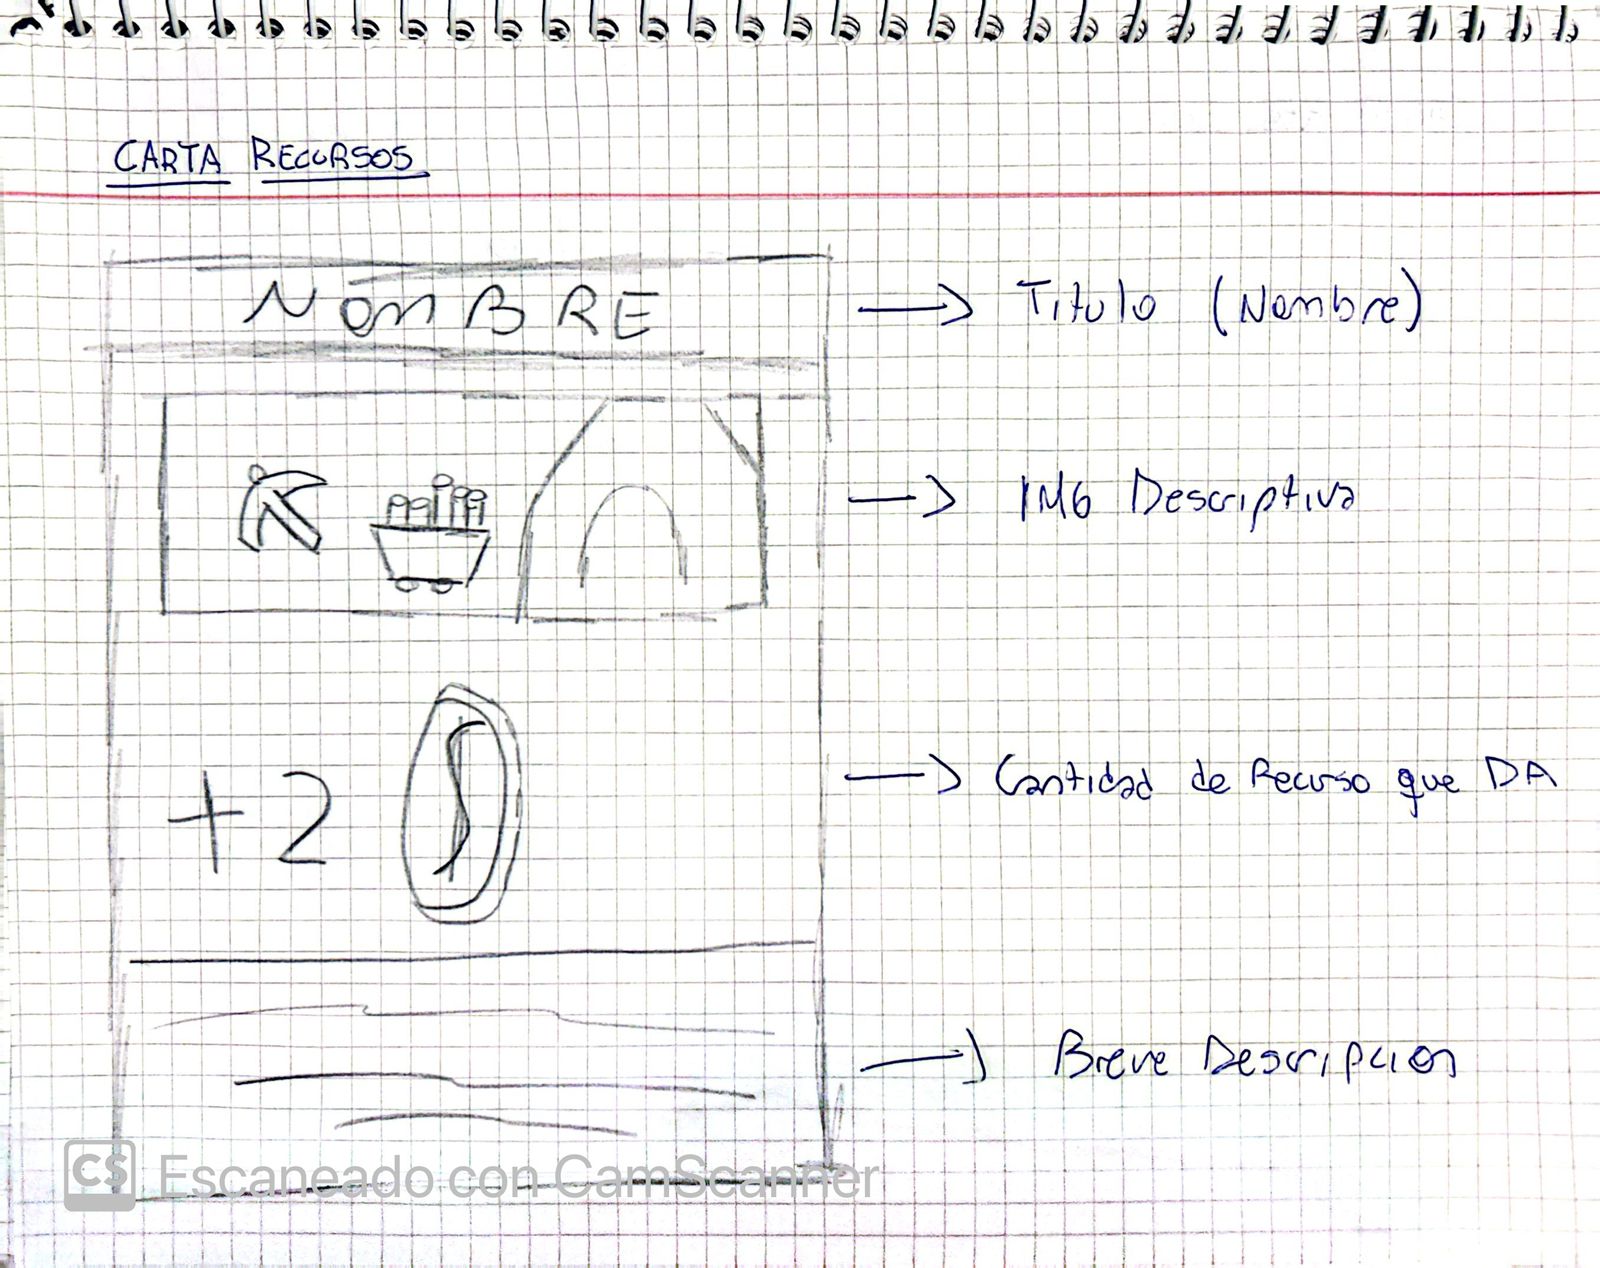 CARTA RECURSOS
NOMBRE
Titulo (Nombre)
IMG Descriptiva
+2
Cantidad de Recurso que DA
Breve Descripcion
CS Escaneado con CamScanner